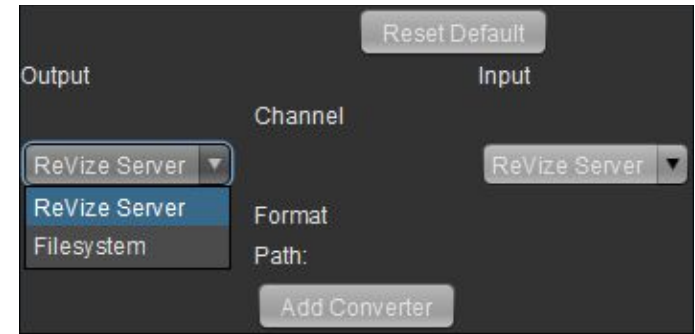 Reset Default
Output Input
Channel
ReVize Server ReVize Server
ReVize Server
Format
Filesystem
Path:
Add Converter